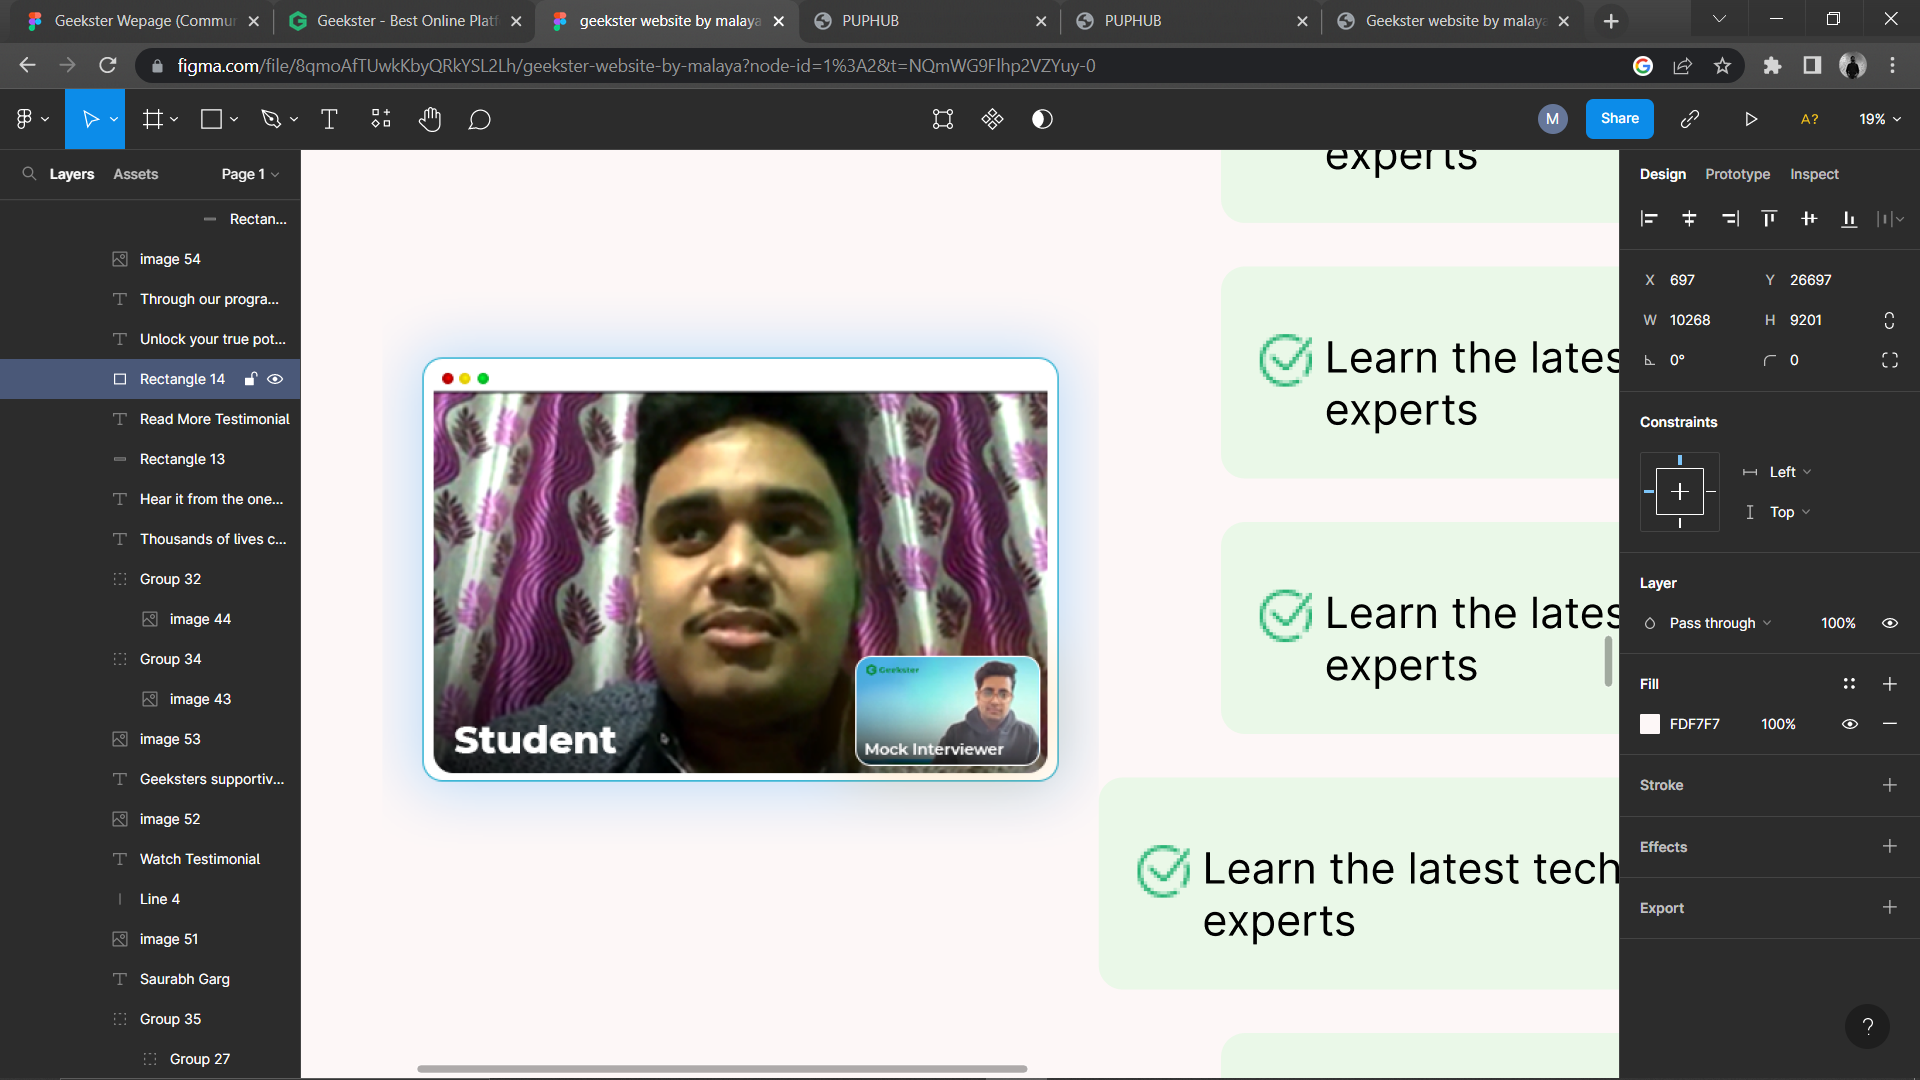 Geekster Wepage (Commu
Geekster - Best Online Plat
geekster website by malaya
PUPHUB
PUPHUB
Geekster website by malay
figma.com/file/8qmoAfTUwkKbyQRkYSL2Lh/geekster-website-by-malaya?node-id=1%3A2&t=NQmWG9Flhp2VZYuy-0
M
Share
A?
19%
Layers
Assets
Page 1
Design
Prototype
Inspect
Rectan...
image 54
Through our progra...
Unlock your true pot...
Rectangle 14
Read More Testimonial
Rectangle 13
Hear it from the one...
Thousands of lives c...
Group 32
image 44
Group 34
image 43
image 53
Geeksters supportiv...
image 52
Watch Testimonial
Line 4
image 51
Saurabh Garg
Group 35
Group 27
Student
Geekster
Mock Interviewer
experts
Learn the lates
experts
Learn the lates
experts
Learn the latest tech
experts
X 697 Y 26697
W 10268 H 9201
0° 0
Constraints
Left
Top
Layer
Pass through 100%
Fill
FDF7F7 100%
Stroke
Effects
Export
?